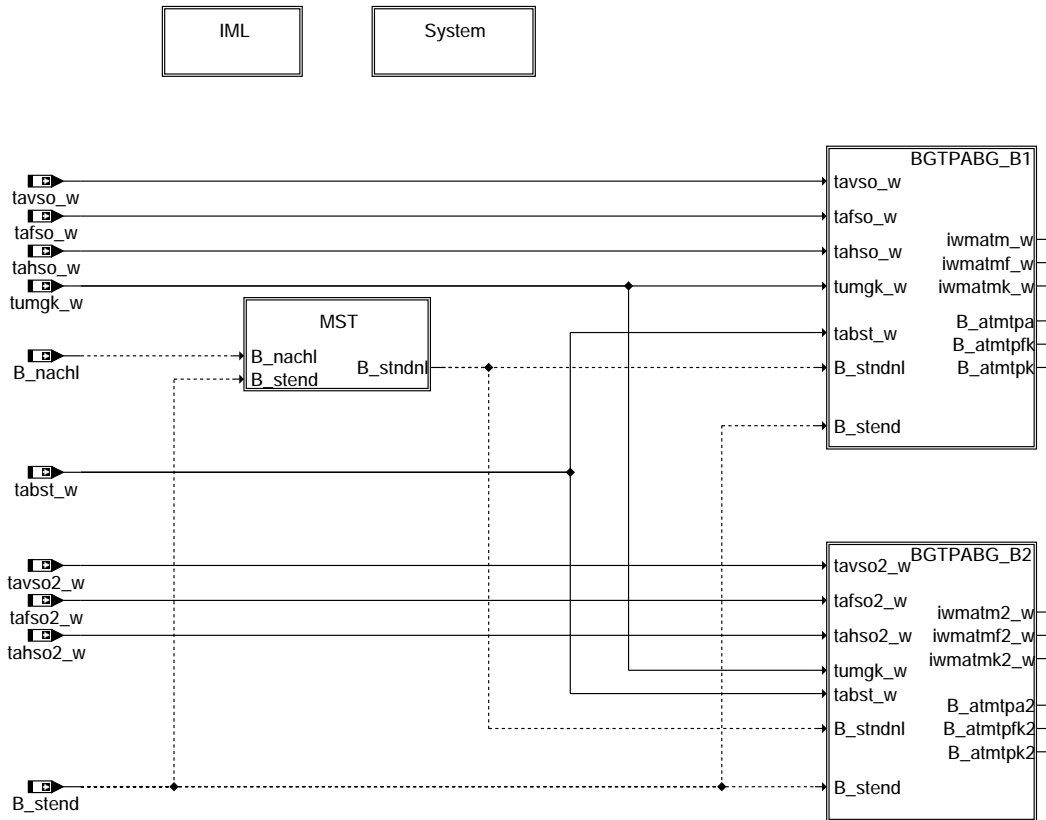 IML
System
BGTPABG_B1
tavso_w
tavso_w
tafso_w
tafso_w
tahso_w
tahso_w
iwmatm_w
iwmatmf_w
tumgk_w
tumgk_w
iwmatmk_w
MST
B_atmtpa
tabst_w
B_atmtpfk
B_nachl
B_nachl
B_stndnl
B_stndnl
B_atmtpk
B_stend
B_stend
tabst_w
BGTPABG_B2
tavso2_w
tavso2_w
tafso2_w
tafso2_w
iwmatm2_w
tahso2_w
tahso2_w
iwmatmf2_w
iwmatmk2_w
tumgk_w
tabst_w
B_atmtpa2
B_stndnl
B_atmtpfk2
B_atmtpk2
B_stend
B_stend